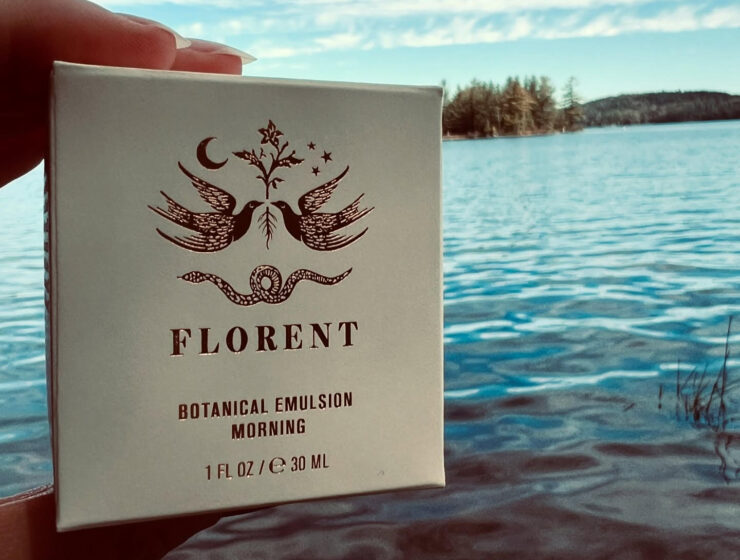 FLORENT
BOTANICAL EMULSION
MORNING
1 FL OZ / ℮ 30 ML